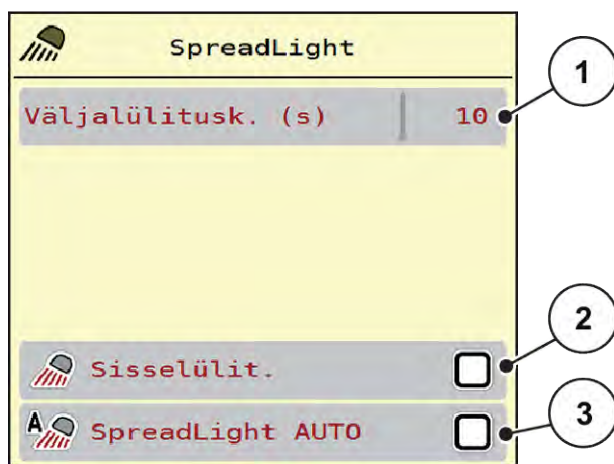 SpreadLight
Väljalülitusk. (s) 10
1
Sisselülit.
2
A SpreadLight AUTO
3